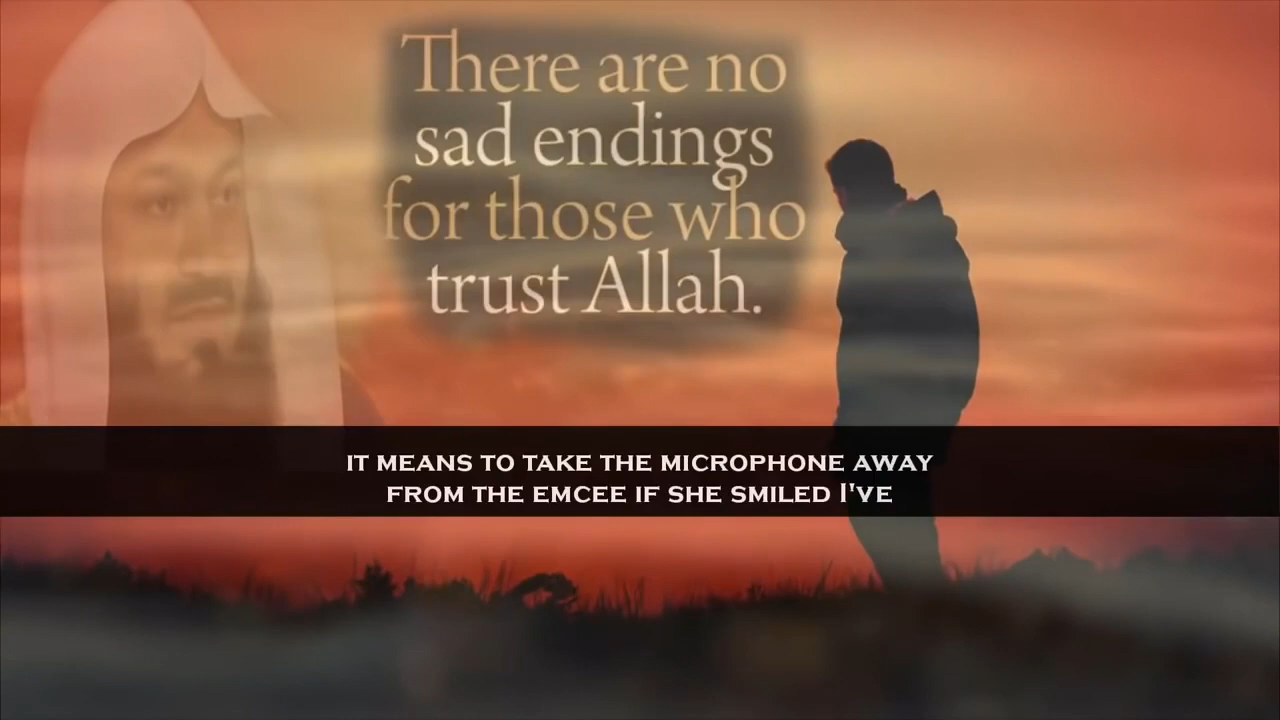 There are no
sad endings
for those who
trust Allah.
IT MEANS TO TAKE THE MICROPHONE AWAY
FROM THE EMCEE IF SHE SMILED I'VE